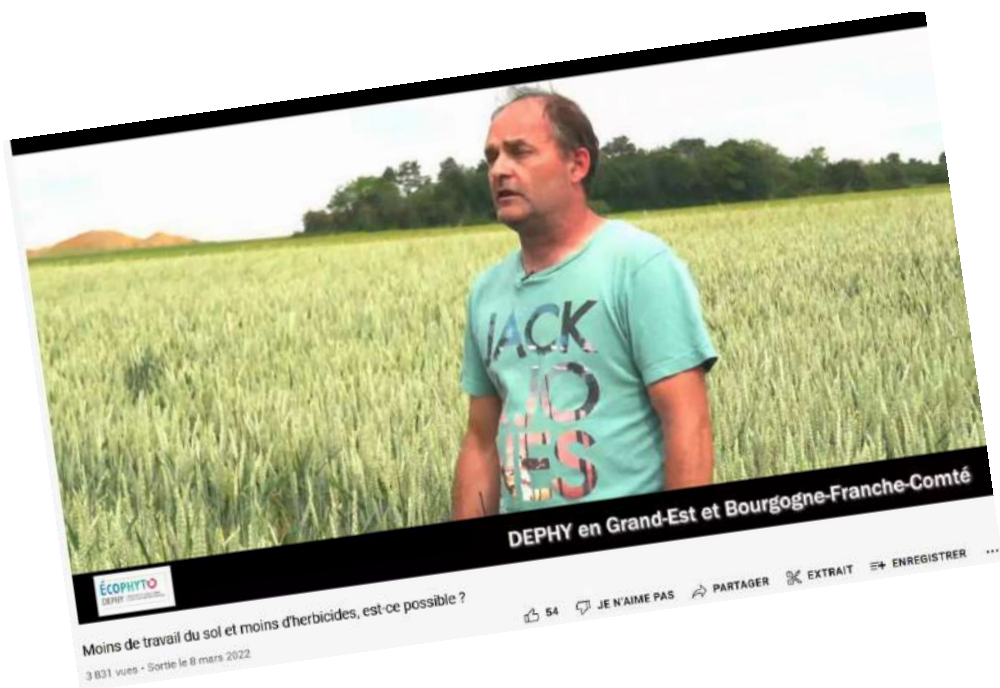 JACK
JO
NES
DEPHY en Grand-Est et Bourgogne-Franche-Comté
ÉCOPHYTO
DEPHY
Moins de travail du sol et moins d'herbicides, est-ce possible ?
54 JE N'AIME PAS PARTAGER EXTRAIT ENREGISTRER ...
3 831 vues • Sortie le 8 mars 2022